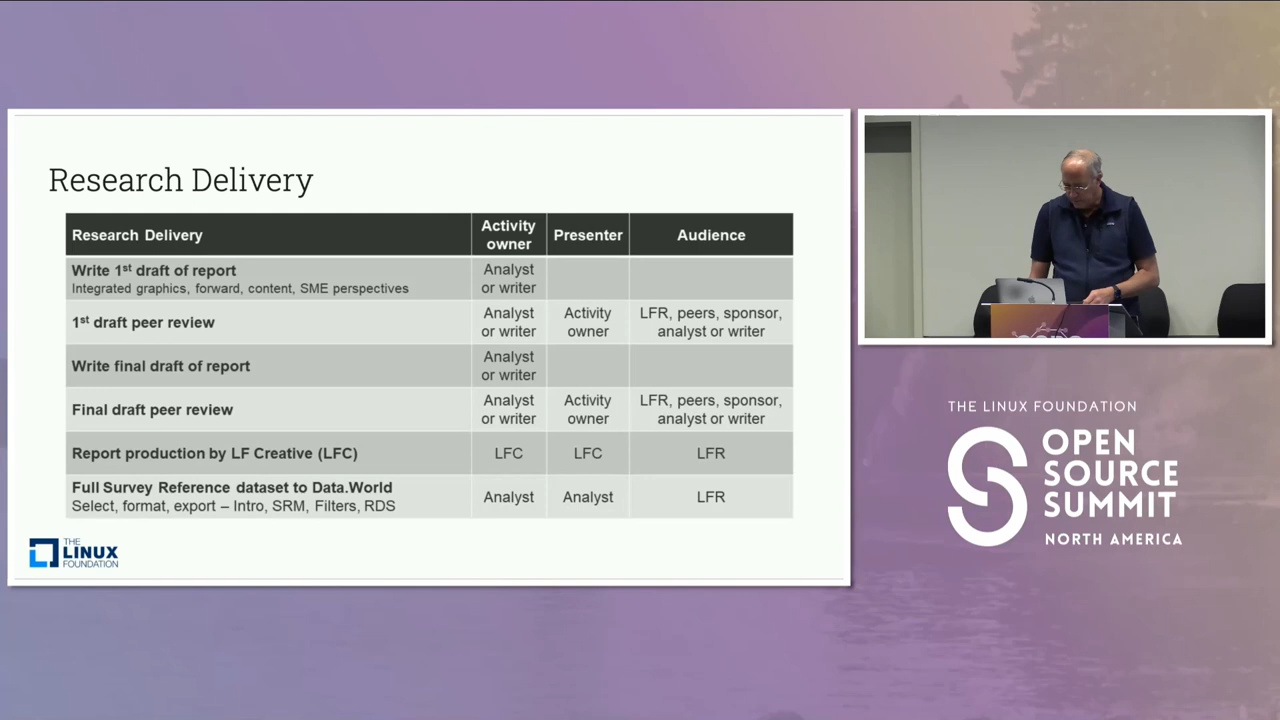 Research Delivery
Research Delivery
Activity owner
Presenter
Audience
Write 1st draft of report
Integrated graphics, forward, content, SME perspectives
Analyst or writer
1st draft peer review
Analyst or writer
Activity owner
LFR, peers, sponsor, analyst or writer
Write final draft of report
Analyst or writer
Final draft peer review
Analyst or writer
Activity owner
LFR, peers, sponsor, analyst or writer
Report production by LF Creative (LFC)
LFC
LFC
LFR
Full Survey Reference dataset to Data.World
Select, format, export – Intro, SRM, Filters, RDS
Analyst
Analyst
LFR
THE
LINUX
FOUNDATION
THE LINUX FOUNDATION
OPEN
SOURCE
SUMMIT
NORTH AMERICA